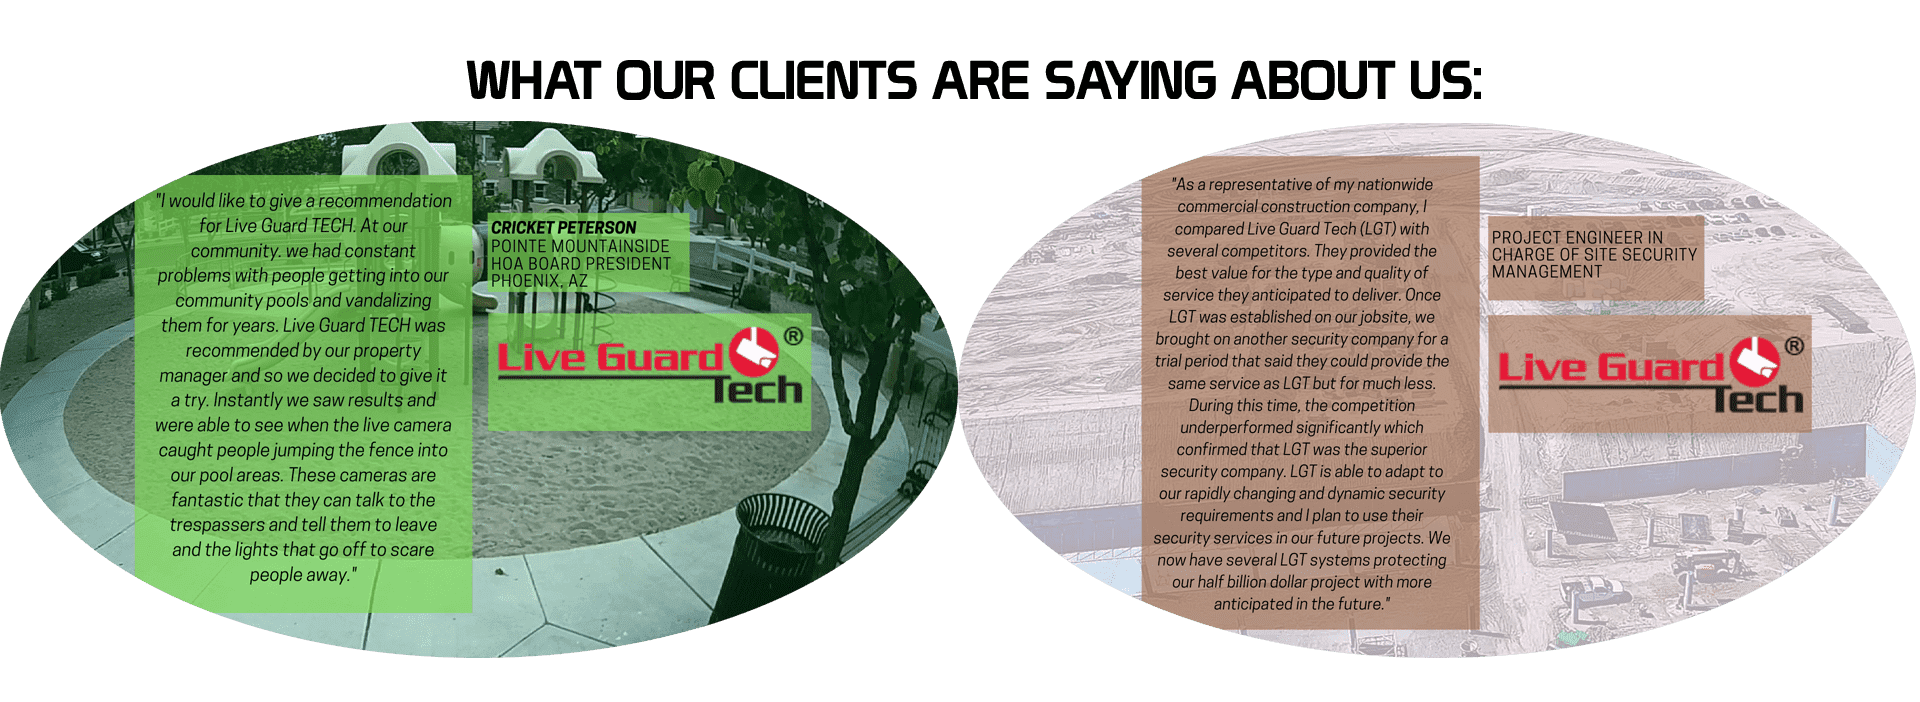 WHAT OUR CLIENTS ARE SAYING ABOUT US:
"I would like to give a recommendation
for Live Guard TECH. At our
community. we had constant
problems with people getting into our
community pools and vandalizing
them for years. Live Guard TECH was
recommended by our property
manager and so we decided to give it
a try. Instantly we saw results and
were able to see when the live camera
caught people jumping the fence into
our pool areas. These cameras are
fantastic that they can talk to the
trespassers and tell them to leave
and the lights that go off to scare
people away."
CRICKET PETERSON
POINTE MOUNTAINSIDE
HOA BOARD PRESIDENT
PHOENIX, AZ
Live Guard ®
Tech
"As a representative of my nationwide
commercial construction company, I
compared Live Guard Tech (LGT) with
several competitors. They provided the
best value for the type and quality of
service they anticipated to deliver. Once
LGT was established on our jobsite, we
brought on another security company for a
trial period that said they could provide the
same service as LGT but for much less.
During this time, the competition
underperformed significantly which
confirmed that LGT was the superior
security company. LGT is able to adapt to
our rapidly changing and dynamic security
requirements and I plan to use their
security services in our future projects. We
now have several LGT systems protecting
our half billion dollar project with more
anticipated in the future."
PROJECT ENGINEER IN
CHARGE OF SITE SECURITY
MANAGEMENT
Live Guard ®
Tech